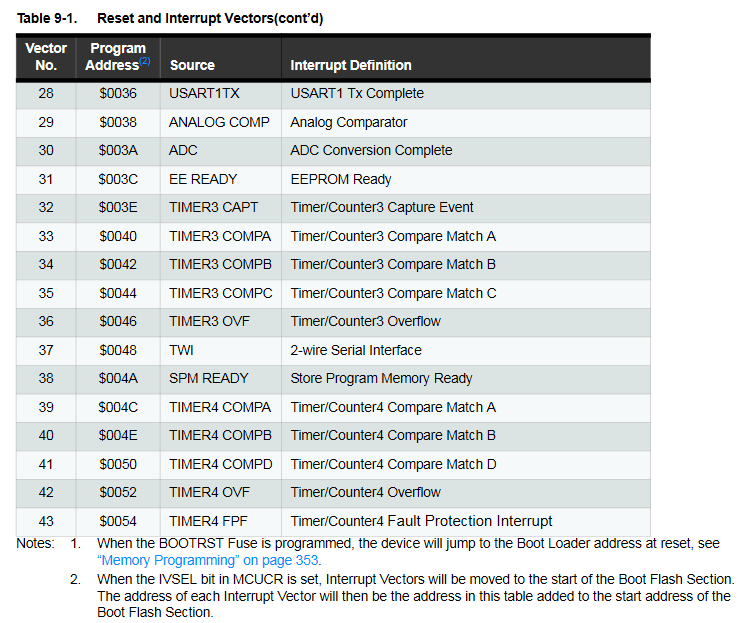 Table 9-1. Reset and Interrupt Vectors(cont'd)
Vector No. Program Address(2) Source Interrupt Definition
28 $0036 USART1TX USART1 Tx Complete
29 $0038 ANALOG COMP Analog Comparator
30 $003A ADC ADC Conversion Complete
31 $003C EE READY EEPROM Ready
32 $003E TIMER3 CAPT Timer/Counter3 Capture Event
33 $0040 TIMER3 COMPA Timer/Counter3 Compare Match A
34 $0042 TIMER3 COMPB Timer/Counter3 Compare Match B
35 $0044 TIMER3 COMPC Timer/Counter3 Compare Match C
36 $0046 TIMER3 OVF Timer/Counter3 Overflow
37 $0048 TWI 2-wire Serial Interface
38 $004A SPM READY Store Program Memory Ready
39 $004C TIMER4 COMPA Timer/Counter4 Compare Match A
40 $004E TIMER4 COMPB Timer/Counter4 Compare Match B
41 $0050 TIMER4 COMPD Timer/Counter4 Compare Match D
42 $0052 TIMER4 OVF Timer/Counter4 Overflow
43 $0054 TIMER4 FPF Timer/Counter4 Fault Protection Interrupt
Notes: 1. When the BOOTRST Fuse is programmed, the device will jump to the Boot Loader address at reset, see
“Memory Programming” on page 353.
2. When the IVSEL bit in MCUCR is set, Interrupt Vectors will be moved to the start of the Boot Flash Section.
The address of each Interrupt Vector will then be the address in this table added to the start address of the
Boot Flash Section.